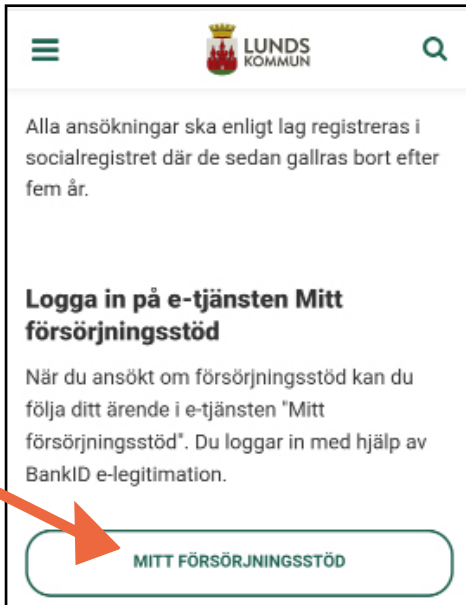 LUNDS
KOMMUN
Alla ansökningar ska enligt lag registreras i
socialregistret där de sedan gallras bort efter
fem år.
Logga in på e-tjänsten Mitt
försörjningsstöd
När du ansökt om försörjningsstöd kan du
följa ditt ärende i e-tjänsten "Mitt
försörjningsstöd". Du loggar in med hjälp av
BankID e-legitimation.
MITT FÖRSÖRJNINGSSTÖD